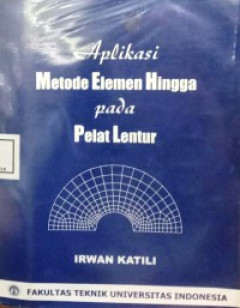 Aplikasi
Metode Elemen Hingga
pada
Pelat Lentur
IRWAN KATILI
FAKULTAS TEKNIK UNIVERSITAS INDONESIA